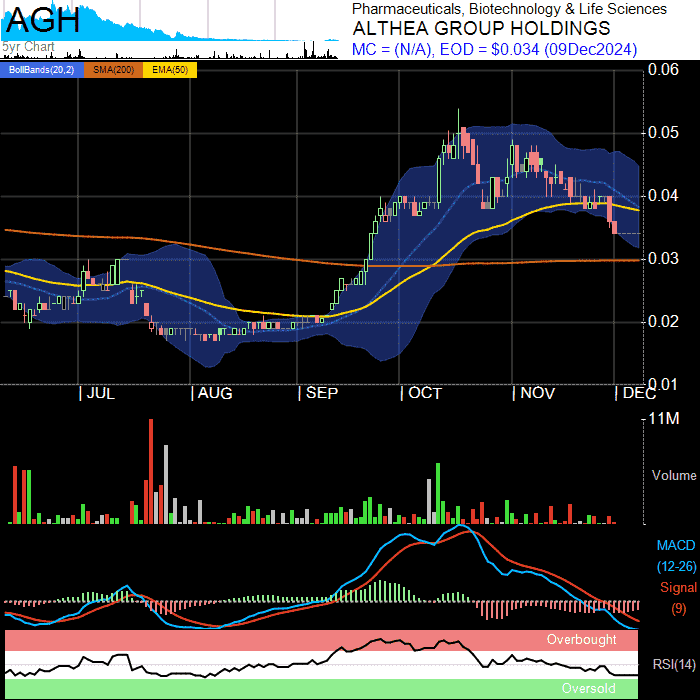 AGH
5yr Chart
Pharmaceuticals, Biotechnology & Life Sciences
ALTHEA GROUP HOLDINGS
MC = (N/A), EOD = $0.034 (09Dec2024)
BollBands(20,2) SMA(200) EMA(50)
0.06
0.05
0.04
0.03
0.02
0.01
JUL AUG SEP OCT NOV DEC
11M
Volume
MACD
(12-26)
Signal
(9)
Overbought
RSI(14)
Oversold